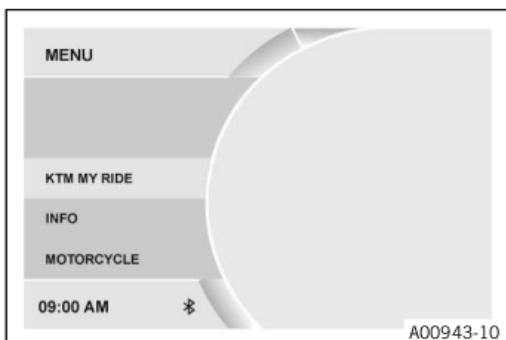 MENU
KTM MY RIDE
INFO
MOTORCYCLE
09:00 AM
A00943-10